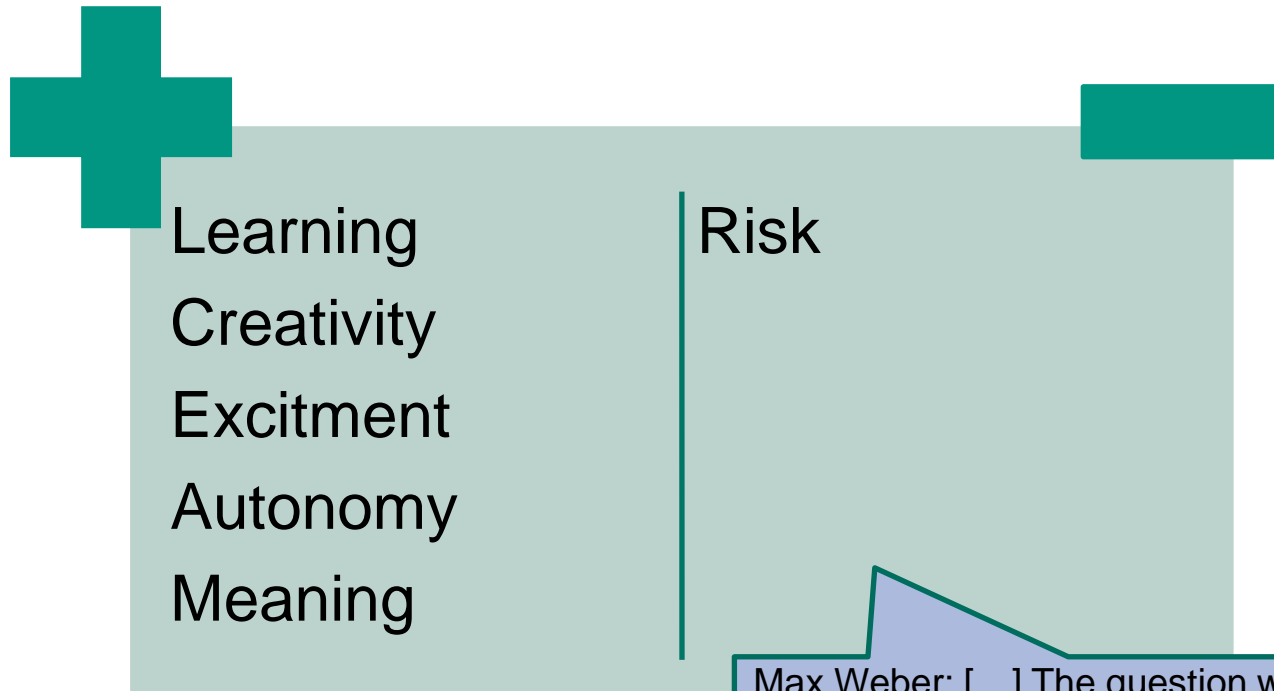 Learning
Creativity
Excitment
Autonomy
Meaning
Risk
Max Weber: [...] The question w